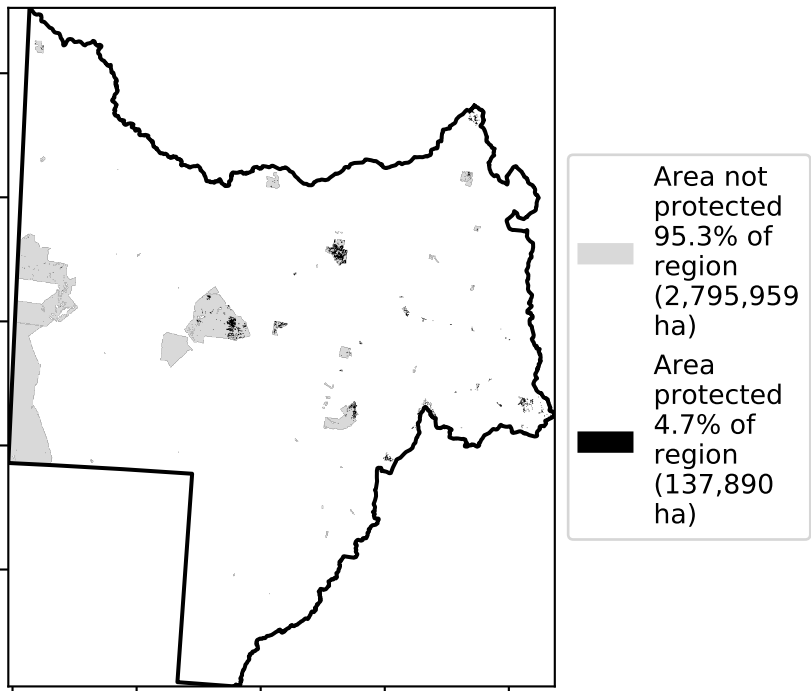 Area not
protected
95.3% of
region
(2,795,959
ha)
Area
protected
4.7% of
region
(137,890
ha)